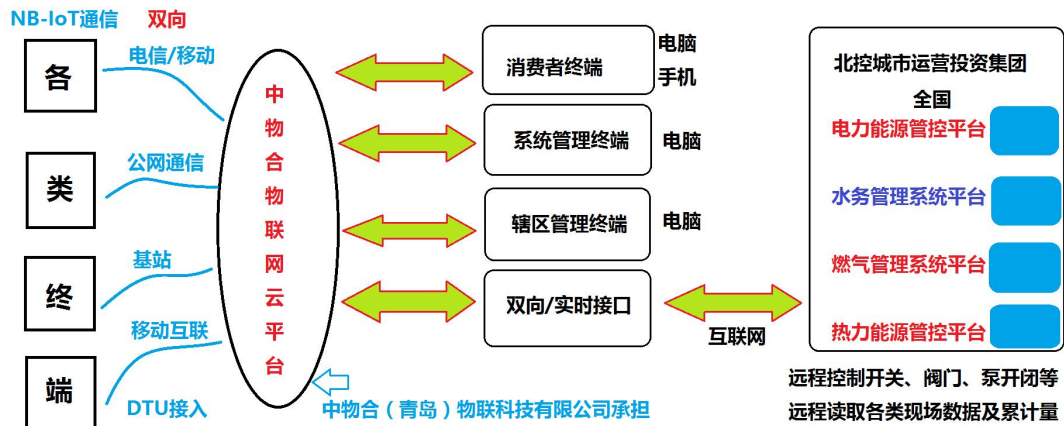 NB-IoT通信 双向
各
类
终
端
电信/移动
公网通信
基站
移动互联
DTU接入
中物合物联网云平台
消费者终端
电脑
手机
系统管理终端
电脑
辖区管理终端
电脑
双向/实时接口
互联网
中物合（青岛）物联科技有限公司承担
北控城市运营投资集团
全国
电力能源管控平台
水务管理系统平台
燃气管理系统平台
热力能源管控平台
远程控制开关、阀门、泵开闭等
远程读取各类现场数据及累计量